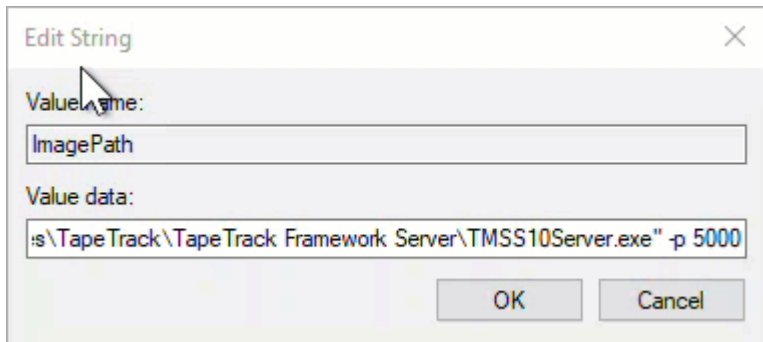 Edit String
Value name:
ImagePath
Value data:
s\TapeTrack\TapeTrack Framework Server\TMSS10Server.exe" -p 5000
OK
Cancel